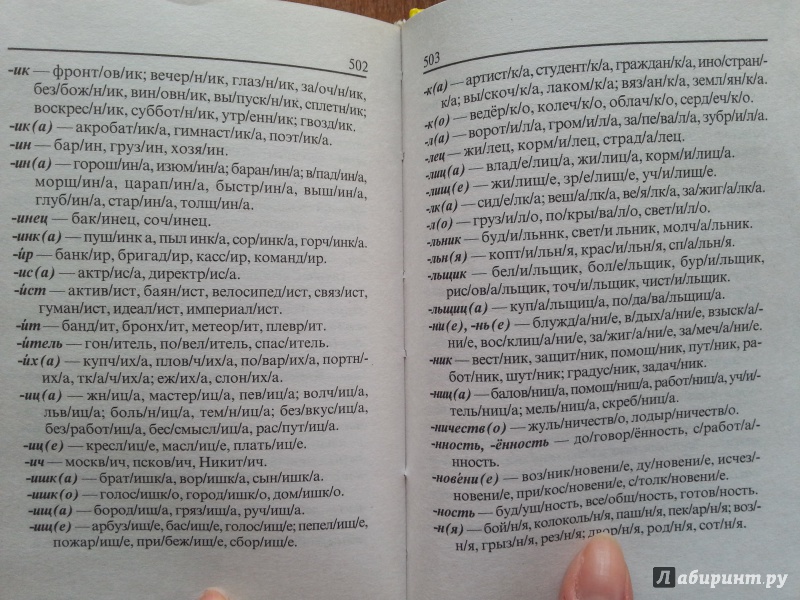 502
-ик — фронт/ов/ик; вечер/н/ик, глаз/н/ик, за/оч/н/ик,
без/бож/н/ик, вин/овн/ик, вы/пуск/н/ик, сплетн/ик;
воскрес/н/ик, суббот/н/ик, утр/енн/ик; гвозд/ик.
-ик(а) — акробат/ик/а, гимнаст/ик/а, поэт/ик/а.
-ин — бар/ин, груз/ин, хозя/ин.
-ин(а) — горош/ин/а, изюм/ин/а; баран/ин/а; в/пад/ин/а,
морщ/ин/а, царап/ин/а, быстр/ин/а, выш/ин/а,
глуб/ин/а, стар/ин/а, толщ/ин/а.
-инец — бак/инец, соч/инец.
-инк(а) — пуш/инк а, пыл инк/а, сор/инк/а, горч/инк/а.
-и́р — банк/ир, бригад/ир, касс/ир, команд/ир.
-ис(а) — актр/ис/а, директр/ис/а.
-и́ст — актив/ист, баян/ист, велосипед/ист, связ/ист,
гуман/ист, идеал/ист, империал/ист.
-и́т — банд/ит, бронх/ит, метеор/ит, плевр/ит.
-и́тель — гон/итель, по/вел/итель, спас/итель.
-и́х(а) — купч/их/а, плов/ч/их/а, по/вар/их/а, портн/-
их/а, тк/а/ч/их/а; еж/их/а, слон/их/а.
-иц(а) — жн/иц/а, мастер/иц/а, пев/иц/а; волч/иц/а,
льв/иц/а; боль/н/иц/а, тем/н/иц/а; без/вкус/иц/а,
без/работ/иц/а, бес/смысл/иц/а, рас/пут/иц/а.
-иц(е) — кресл/иц/е, масл/иц/е, плать/иц/е.
-ич — москв/ич, псков/ич, Никит/ич.
-ишк(а) — брат/ишк/а, вор/ишк/а, сын/ишк/а.
-ишк(о) — голос/ишк/о, город/ишк/о, дом/ишк/о.
-ищ(а) — бород/ищ/а, гряз/ищ/а, руч/ищ/а.
-ищ(е) — арбуз/ищ/е, бас/ищ/е, голос/ищ/е; пепел/ищ/е,
пожар/ищ/е, при/беж/ищ/е, сбор/ищ/е.
503
-к(а) — артист/к/а, студент/к/а, граждан/к/а, ино/стран/-
к/а; вы/скоч/к/а, лаком/к/а; вяз/ан/к/а, земл/ян/к/а.
-к(о) — ведёр/к/о, колеч/к/о, облач/к/о, серд/еч/к/о.
-л(а) — ворот/и/л/а, гром/и/л/а, за/пе/ва/л/а, зубр/и/л/а.
-лец — жи/лец, корм/и/лец, страд/а/лец.
-лиц(а) — влад/е/лиц/а, жи/лиц/а, корм/и/лиц/а.
-лищ(е) — жи/лищ/е, зр/е/лищ/е, уч/и/лищ/е.
-лк(а) — сид/е/лк/а; веш/а/лк/а, ве/я/лк/а, за/жиг/а/лк/а.
-л(о) — груз/и/л/о, по/кры/ва/л/о, свет/и/л/о.
-льник — буд/и/льннк, свет/и льник, молч/а/льник.
-льн(я) — копт/и/льн/я, крас/и/льн/я, сп/а/льн/я.
-льщик — бел/и/льщик, бол/е/льщик, бур/и/льщик,
рис/ов/а/льщик, точ/и/льщик, чист/и/льщик.
-льщиц(а) — куп/а/льщиц/а, по/да/ва/льщиц/а.
-ни(е), -нь(е) — блужд/а/ни/е, в/дых/а/ни/е, взыск/а/-
ни/е, вос/клиц/а/ни/е, за/жиг/а/ни/е, за/меч/а/ни/е.
-ник — вест/ник, защит/ник, помощ/ник, пут/ник, ра-
бот/ник, шут/ник; градус/ник, задач/ник.
-ниц(а) — балов/ниц/а, помощ/ниц/а, работ/ниц/а, уч/и/-
тель/ниц/а; мель/ниц/а, скреб/ниц/а.
-ничеств(о) — жуль/ничеств/о, лодыр/ничеств/о.
-нность, -ённость — до/говор/ённость, с/работ/а/-
нность.
-нове́ни(е) — воз/ник/новени/е, ду/новени/е, исчез/-
новени/е, при/кос/новени/е, с/толк/новени/е.
-ность — буд/ущ/ность, все/общ/ность, готов/ность.
-н(я) — бой/н/я, колоколь/н/я, паш/н/я, пек/ар/н/я; воз/-
н/я, грыз/н/я, рез/н/я; двор/н/я, род/н/я, сот/н/я.
Лабиринт.ру